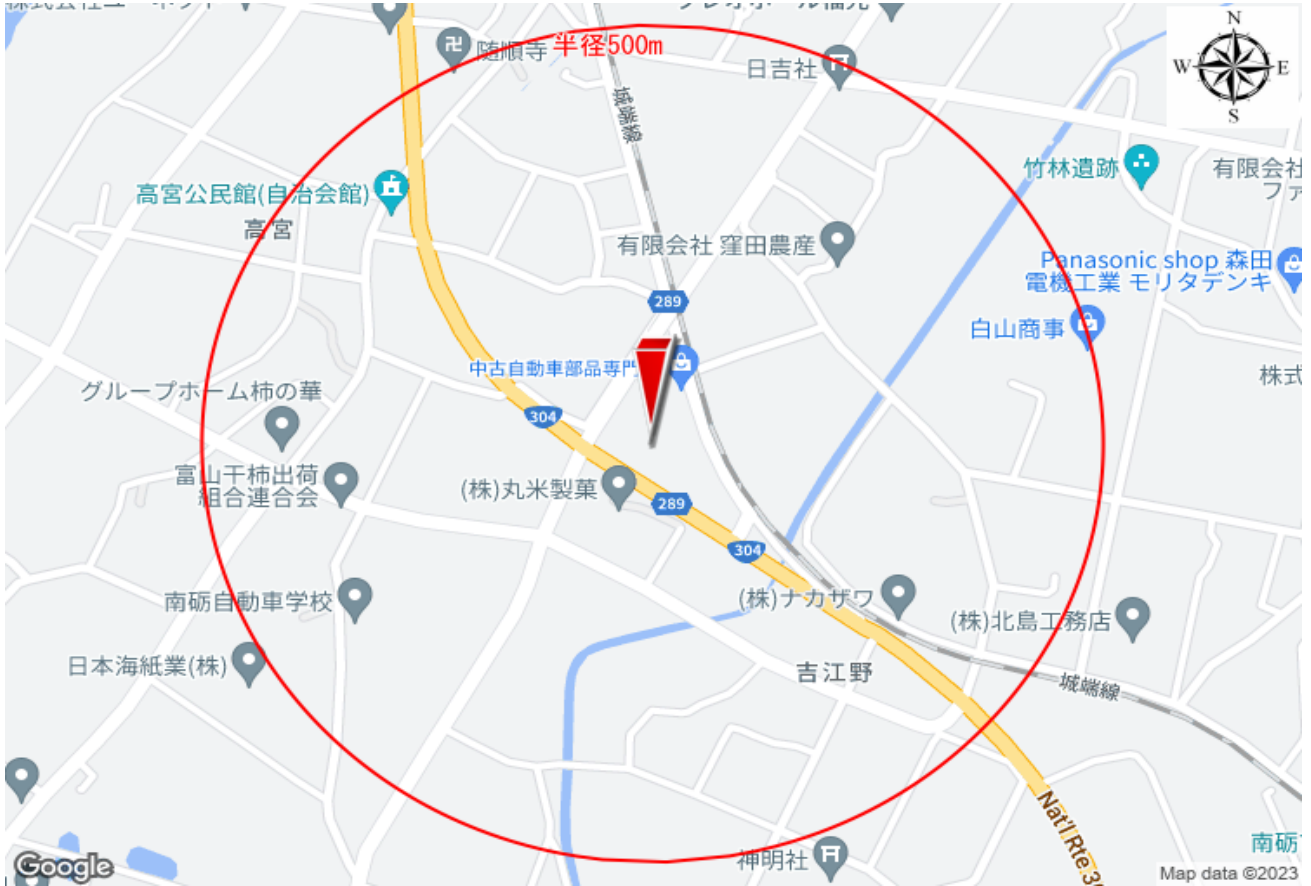 随順寺
半径500m
日吉社
N
W
E
S
城端線
竹林遺跡
有限会社
ファ
高宮公民館(自治会館)
高宮
有限会社 窪田農産
Panasonic shop 森田
電機工業 モリタデンキ
289
白山商事
中古自動車部品専門
株式
グループホーム柿の華
304
富山干柿出荷
組合連合会
(株)丸米製菓
289
304
南砺自動車学校
(株)ナカザワ
(株)北島工務店
日本海紙業(株)
吉江野
城端線
Nat'l Rte 3
南砺
神明社
Google
Map data ©2023